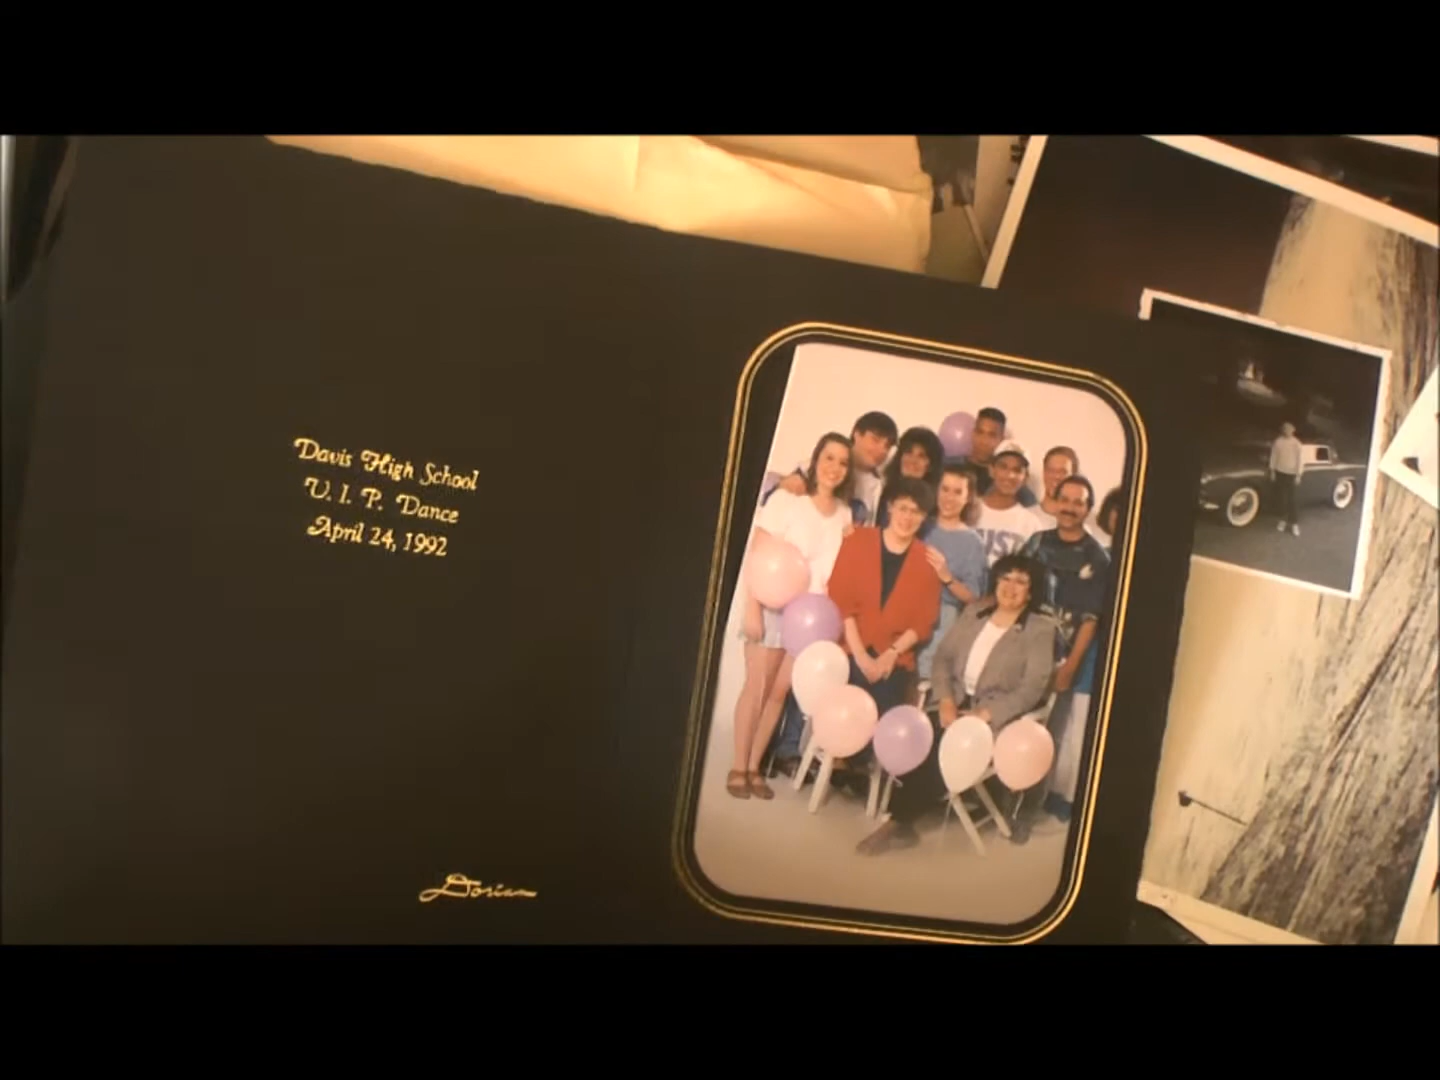 Davis High School
V. I. P. Dance
April 24, 1992
Dorian